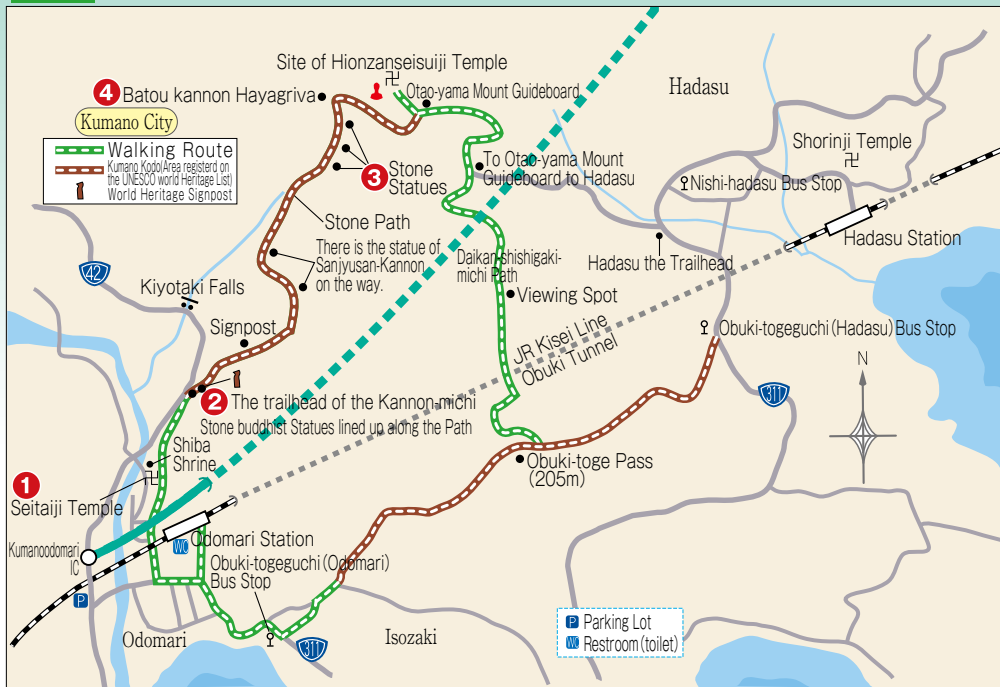 Site of Hionzanseisuiji Temple
4 Batou kannon Hayagriva
Otao-yama Mount Guideboard
Hadasu
Kumano City
Walking Route
Kumano Kodo(Area registerd on
the UNESCO world Heritage List)
World Heritage Signpost
3 Stone
Statues
To Otao-yama Mount
Guideboard to Hadasu
Shorinji Temple
Nishi-hadasu Bus Stop
Stone Path
There is the statue of
Sanjyusan-Kannon
on the way.
Hadasu Station
Hadasu the Trailhead
Daikanshishigaki-
michi Path
42
Kiyotaki Falls
Viewing Spot
Signpost
JR Kisei Line
Obuki Tunnel
Obuki-togeguchi (Hadasu) Bus Stop
N
311
2 The trailhead of the Kannon-michi
Stone buddhist Statues lined up along the Path
Shiba
Shrine
1
Seitaiji Temple
Obuki-toge Pass
(205m)
Kumanoodomari
IC
WC
Odomari Station
Obuki-togeguchi (Odomari)
Bus Stop
P
Odomari
Isozaki
311
P Parking Lot
WC Restroom (toilet)